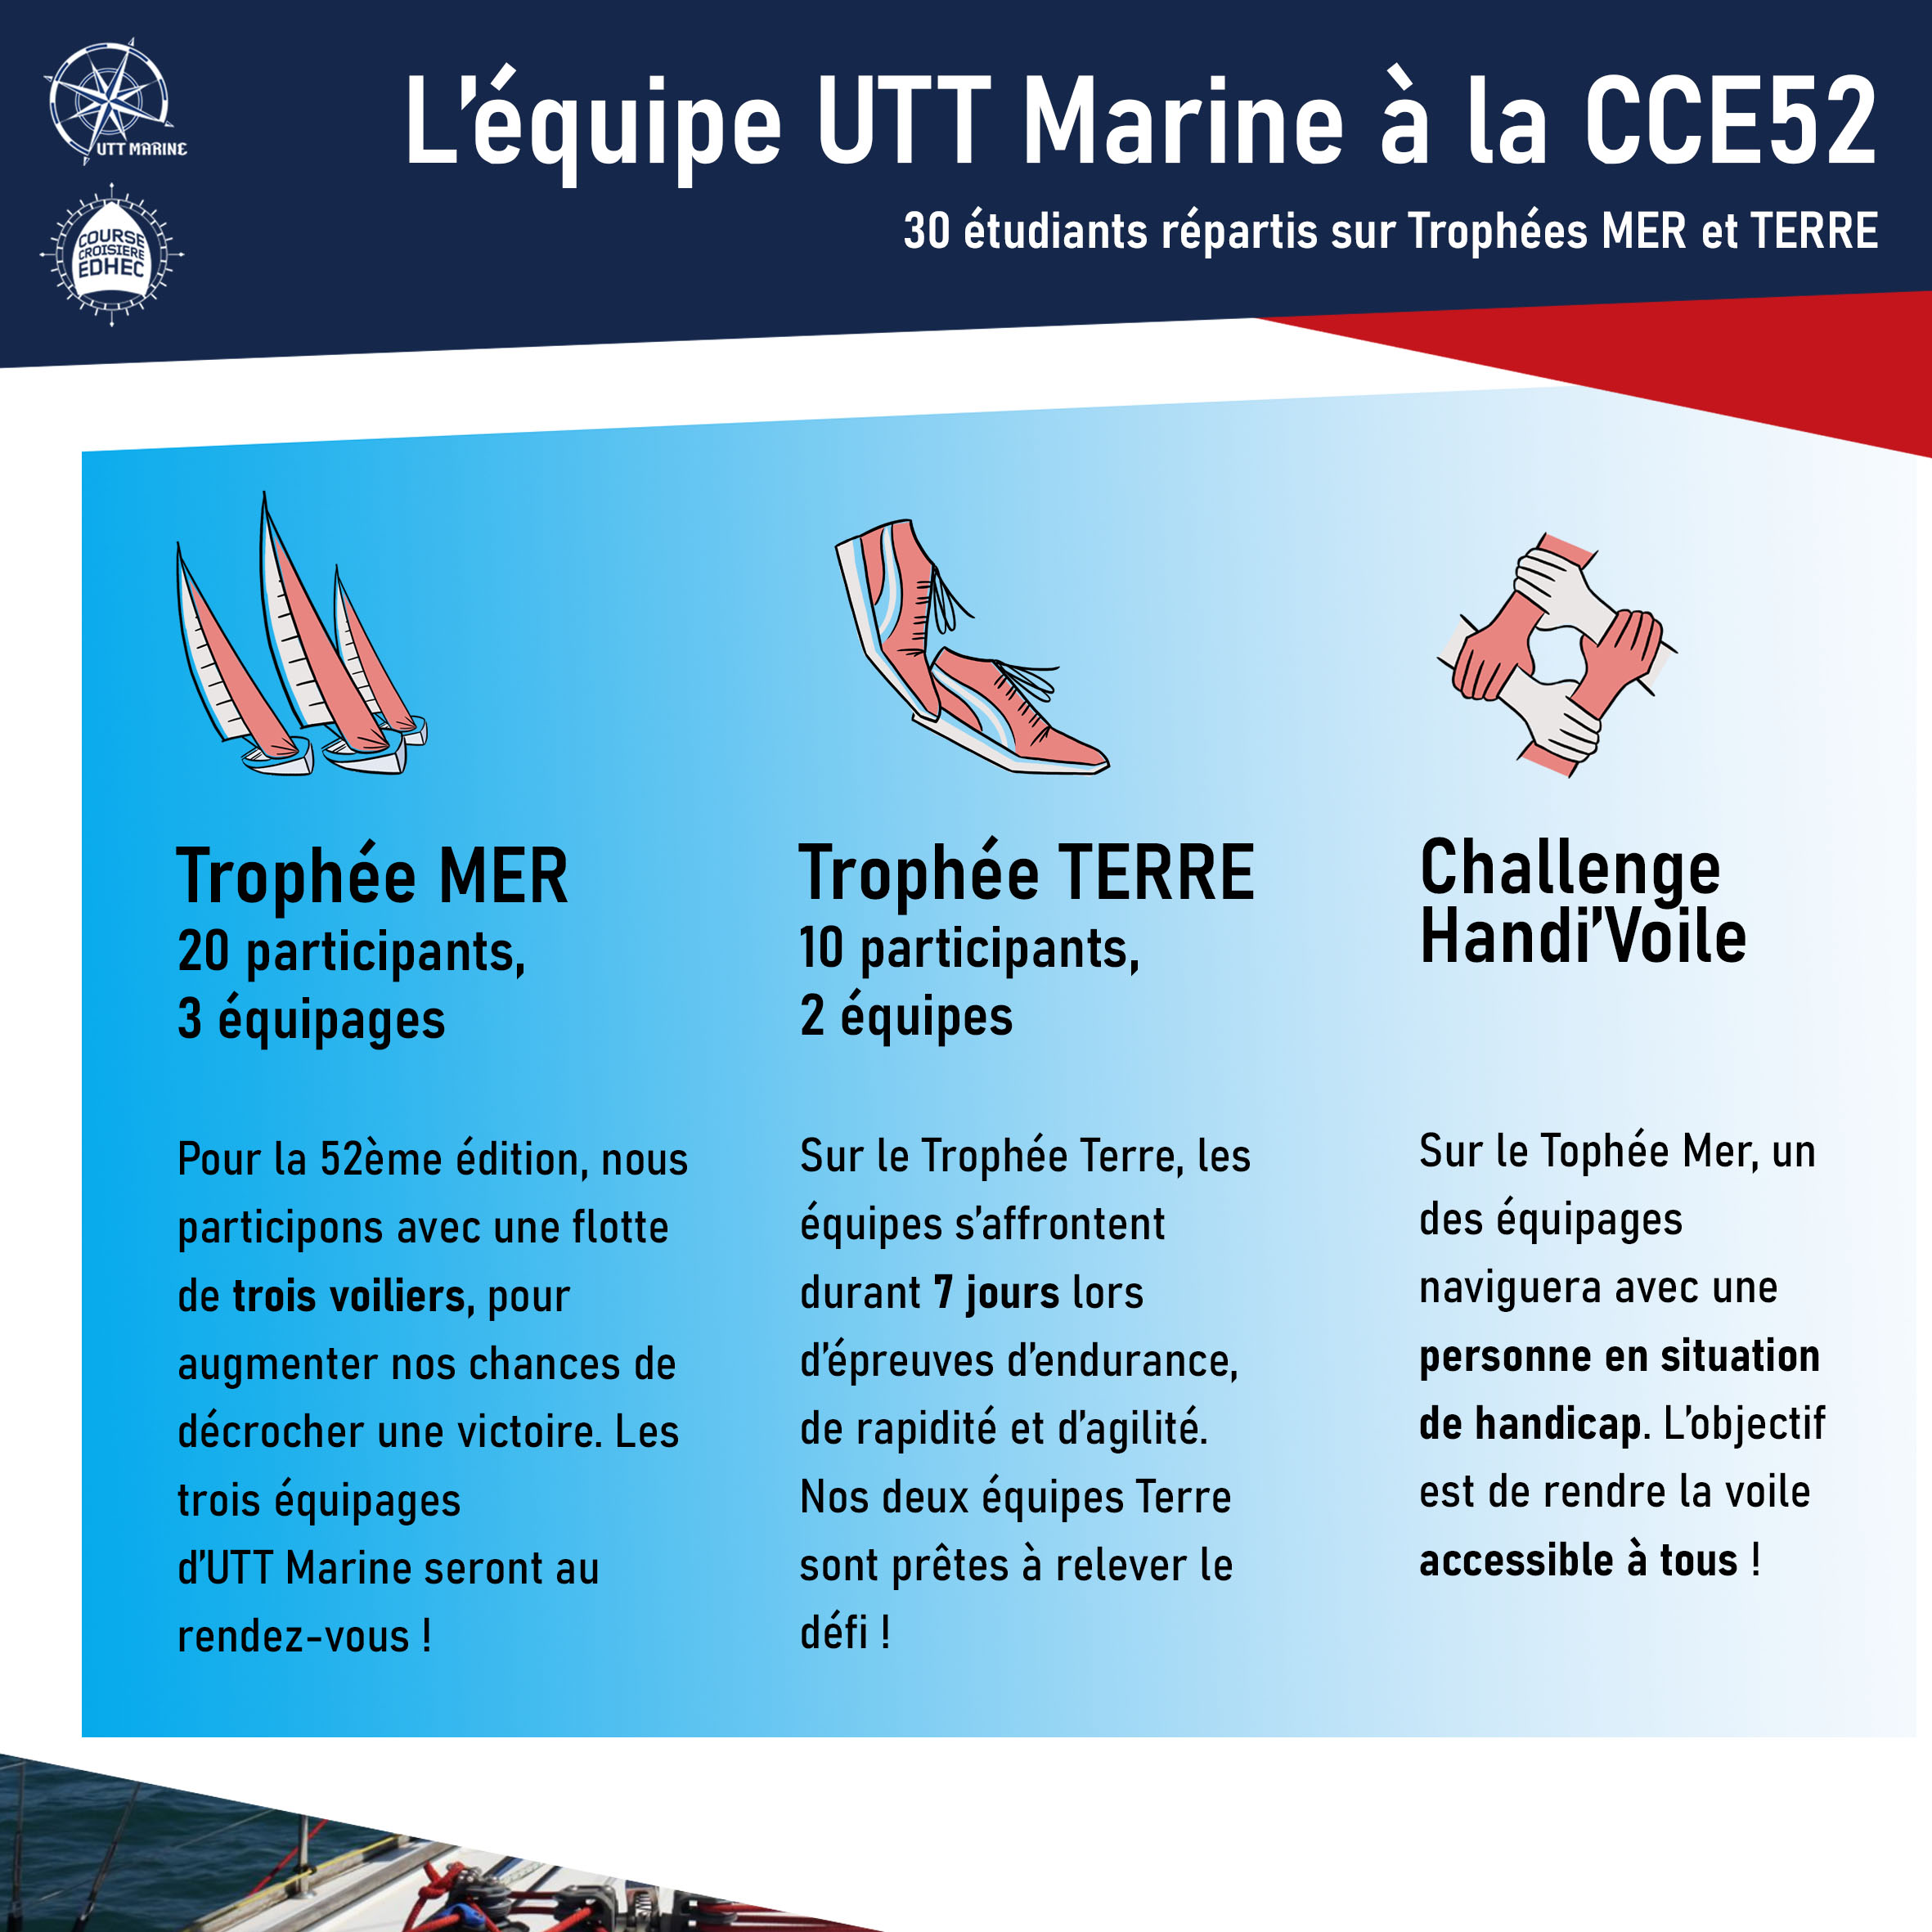 UTT MARINE
COURSE
CROISIERE
EDHEC
L'équipe UTT Marine à la CCE52
30 étudiants répartis sur Trophées MER et TERRE
Trophée MER
20 participants,
3 équipages
Pour la 52ème édition, nous
participons avec une flotte
de trois voiliers, pour
augmenter nos chances de
décrocher une victoire. Les
trois équipages
d'UTT Marine seront au
rendez-vous !
Trophée TERRE
10 participants,
2 équipes
Sur le Trophée Terre, les
équipes s'affrontent
durant 7 jours lors
d'épreuves d'endurance,
de rapidité et d'agilité.
Nos deux équipes Terre
sont prêtes à relever le
défi !
Challenge
Handi'Voile
Sur le Tophée Mer, un
des équipages
naviguera avec une
personne en situation
de handicap. L'objectif
est de rendre la voile
accessible à tous !